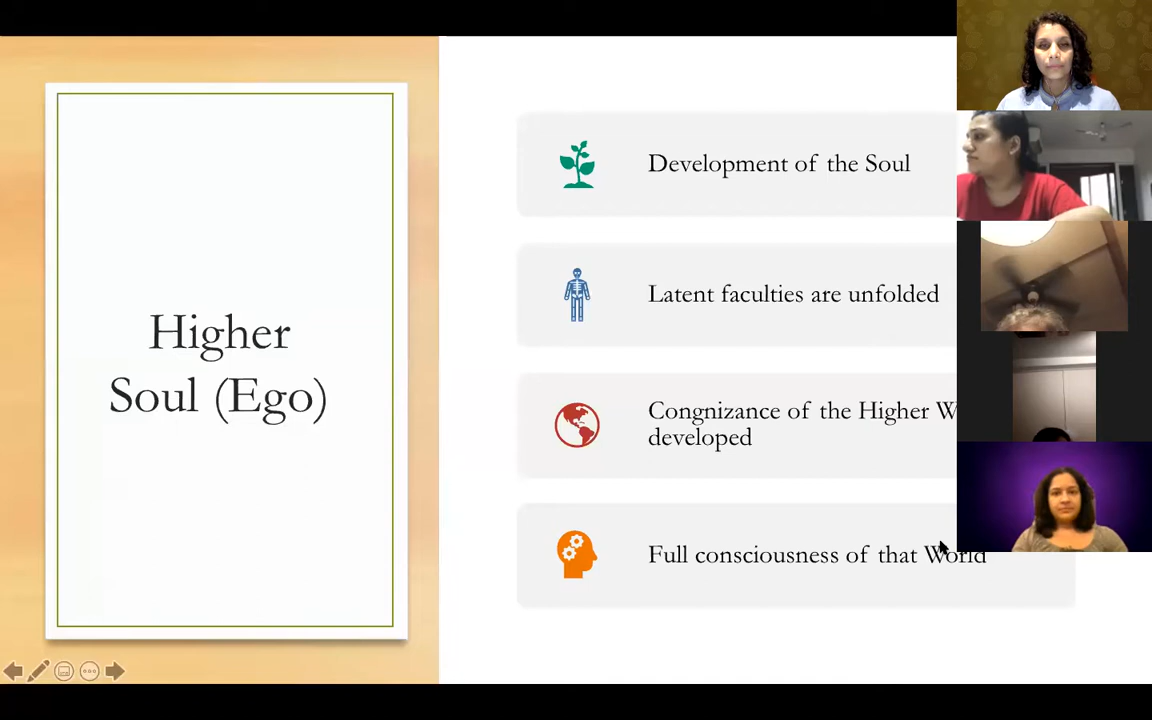 Higher
Soul (Ego)
Development of the Soul
Latent faculties are unfolded
Congnizance of the Higher W
developed
Full consciousness of that World